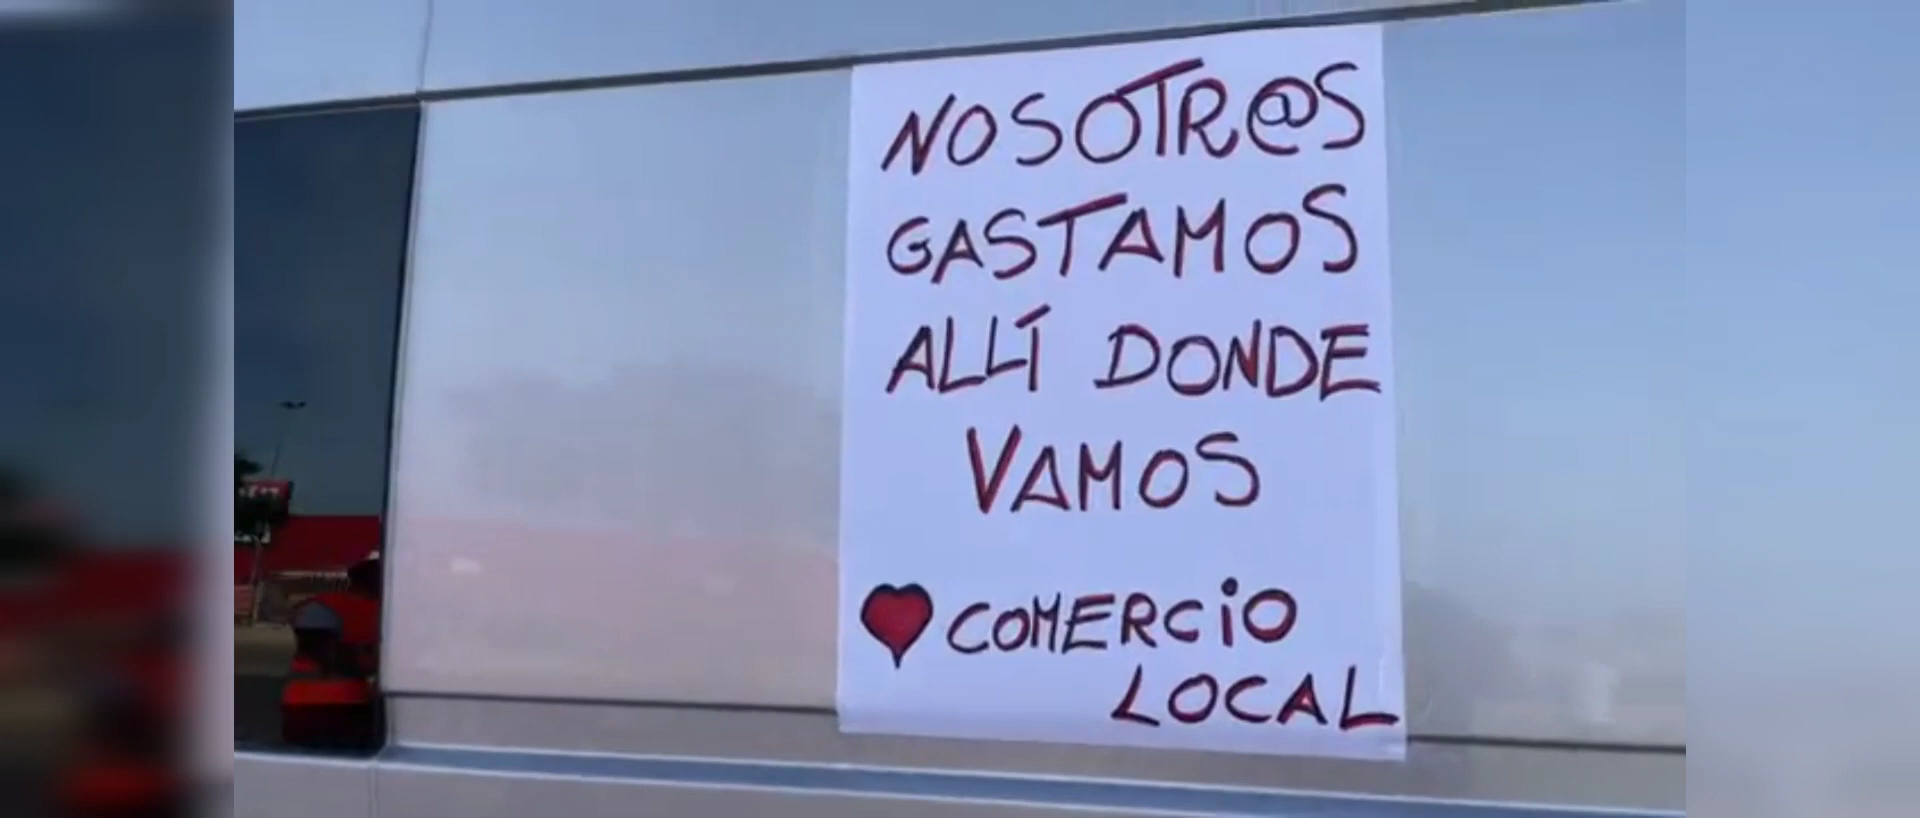 NOSOTR@S
GASTAMOS
ALLÍ DONDE
VAMOS
COMERCIO
LOCAL